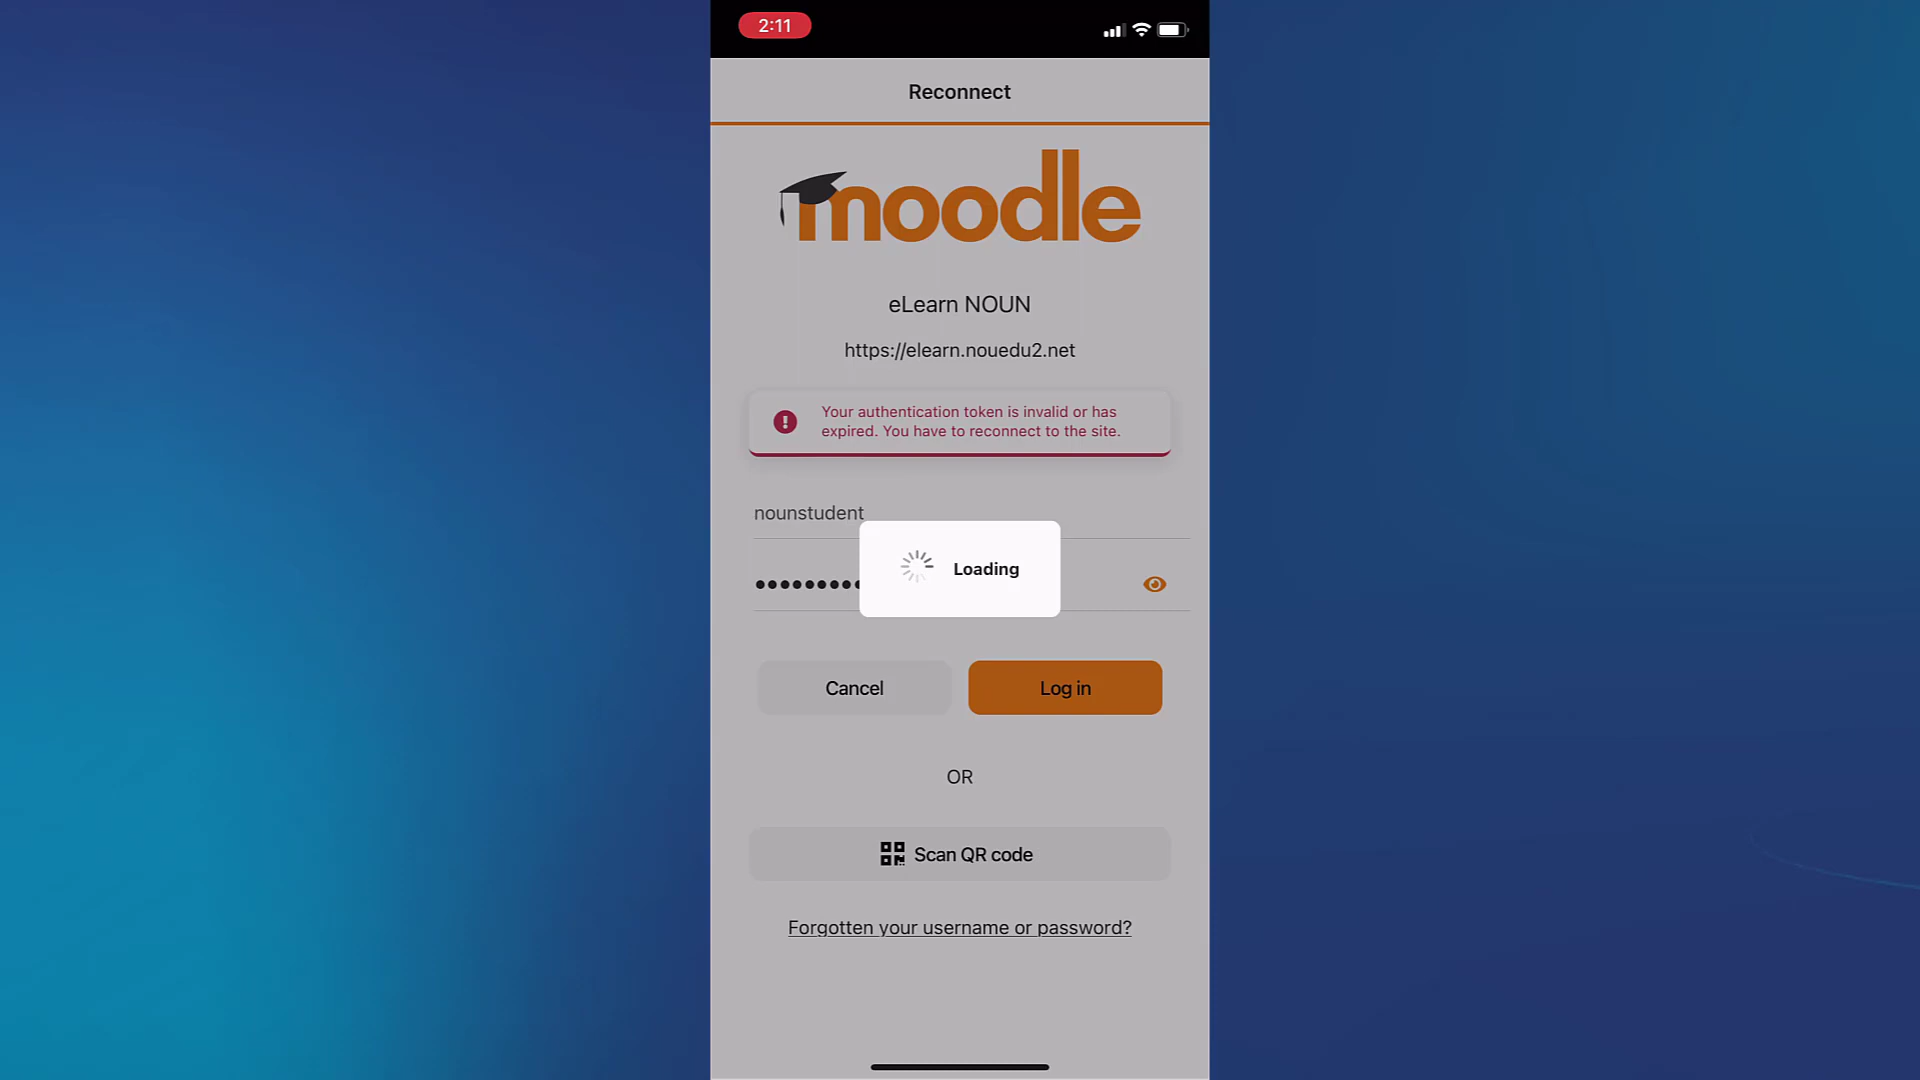 2:11
Reconnect
moodle
eLearn NOUN
https://elearn.nouedu2.net
Your authentication token is invalid or has
expired. You have to reconnect to the site.
nounstudent
Loading
Cancel
Log in
OR
Scan QR code
Forgotten your username or password?